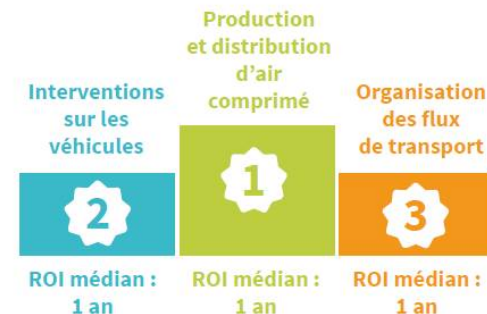 Production
et distribution
d'air
comprimé
Interventions
sur les
véhicules
Organisation
des flux
de transport
1
2
3
ROI médian :
1 an
ROI médian :
1 an
ROI médian :
1 an